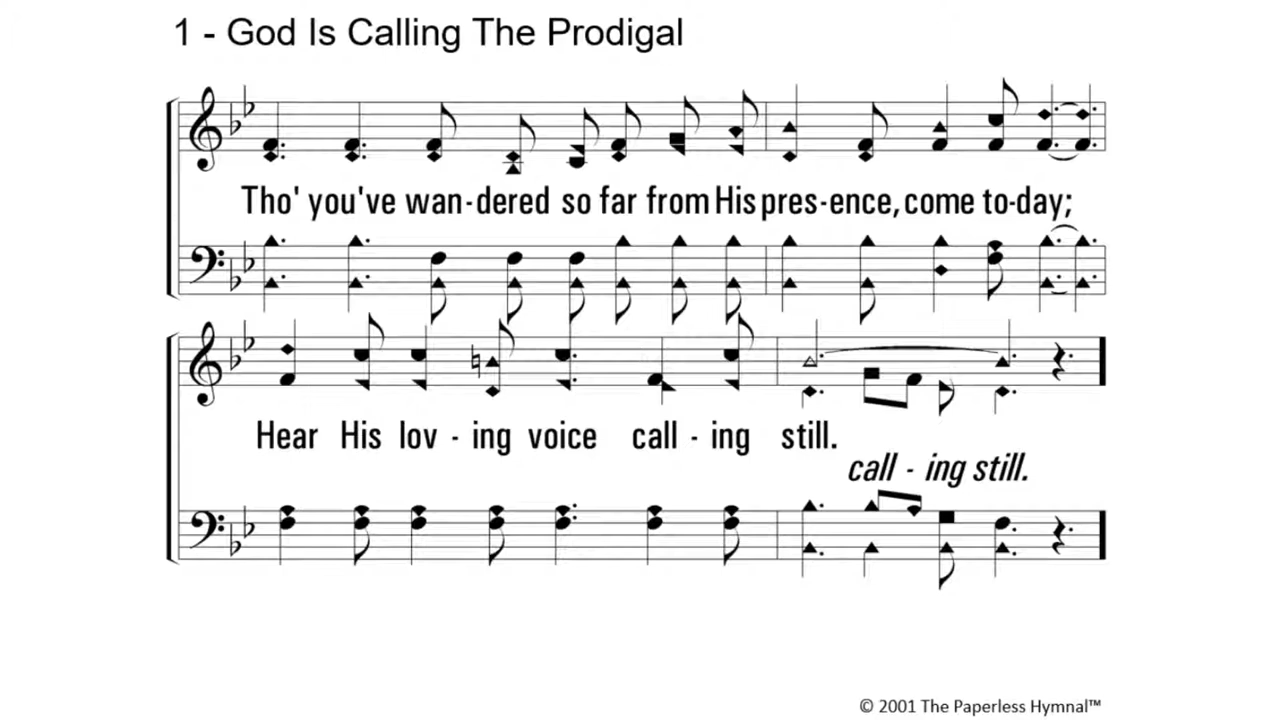 1 - God Is Calling The Prodigal
Tho' you've wan-dered so far from His pres-ence, come to-day;
Hear His lov - ing voice call - ing still.
call - ing still.
© 2001 The Paperless Hymnal™